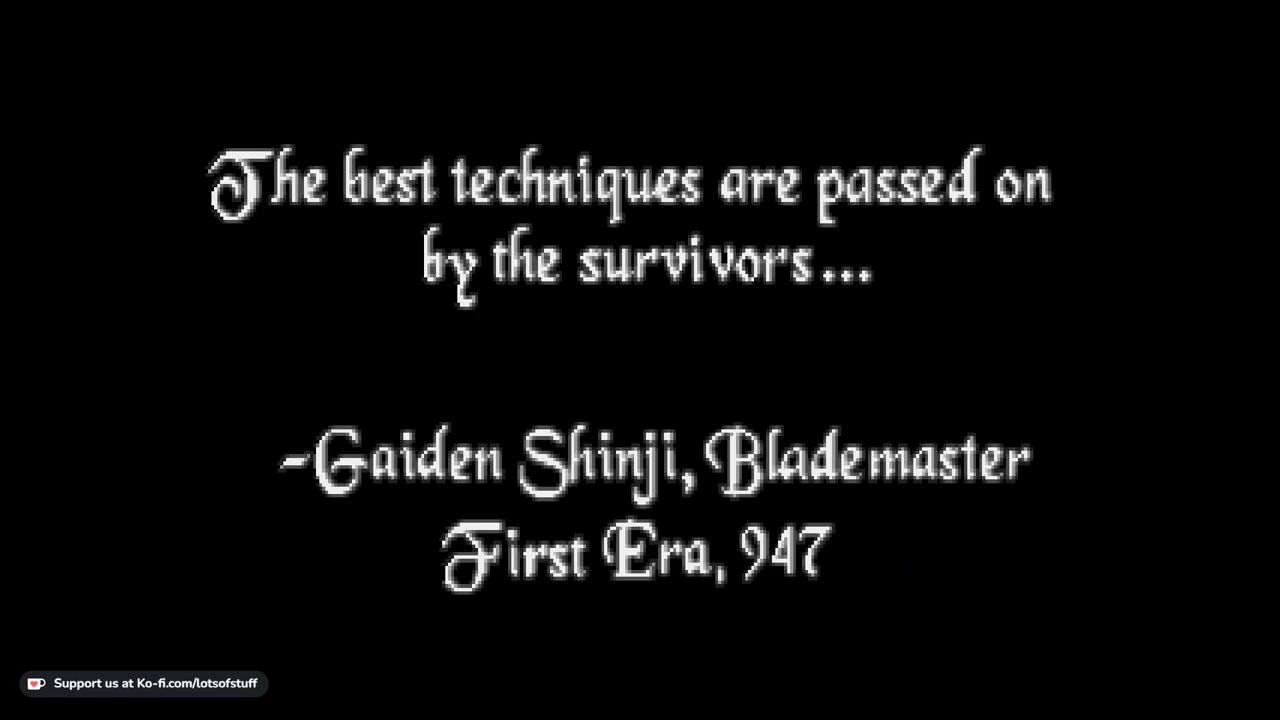 The best techniques are passed on
by the survivors...
-Gaiden Shinji, Blademaster
First Era, 947
Support us at Ko-fi.com/lotsofstuff